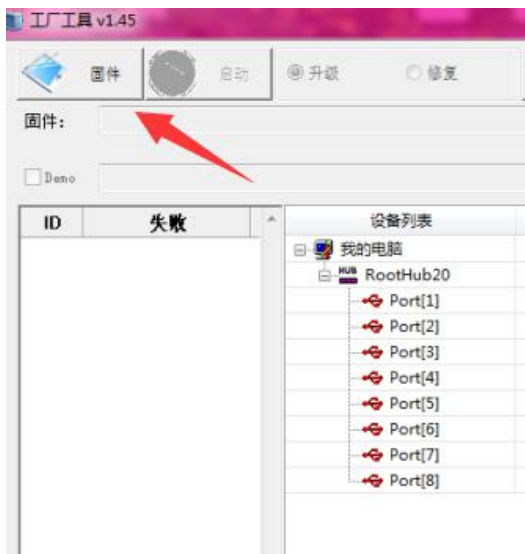 工厂工具 v1.45
固件 启动 升级 修复
固件：
Demo
ID 失败 设备列表
我的电脑
HUB RootHub20
Port[1]
Port[2]
Port[3]
Port[4]
Port[5]
Port[6]
Port[7]
Port[8]